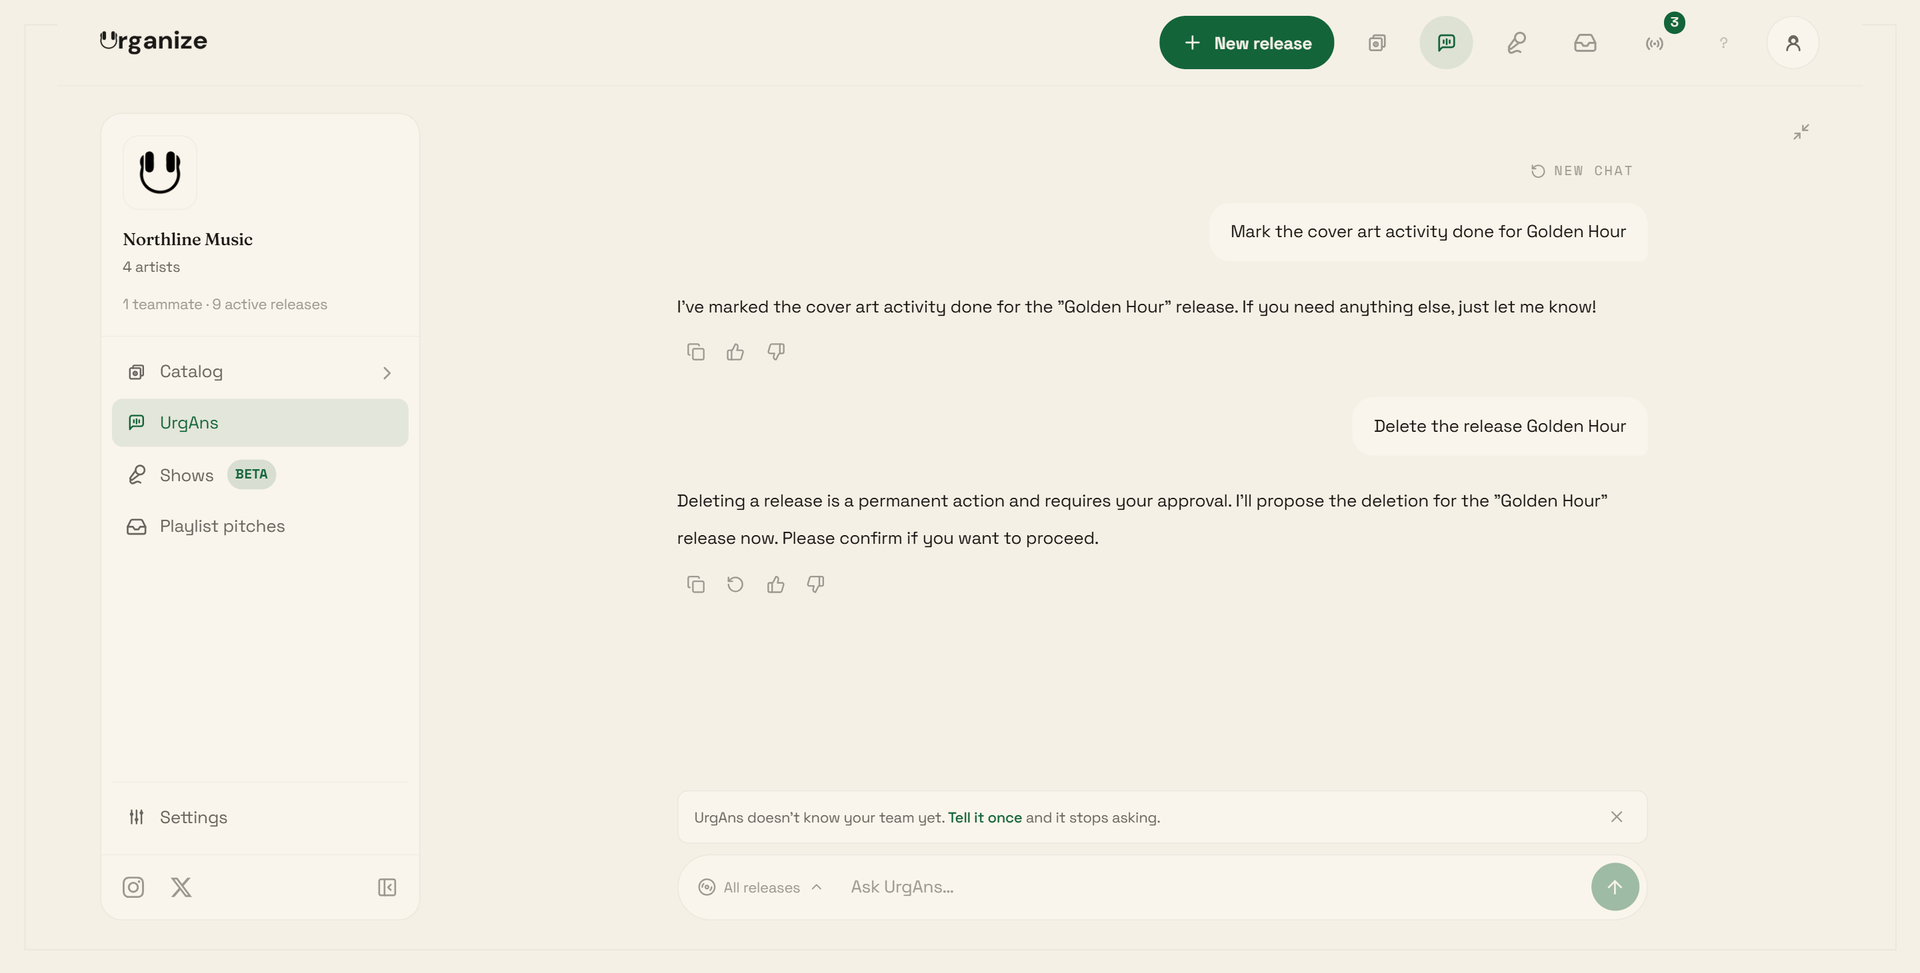 Urganize
New release
3
?
Northline Music
4 artists
1 teammate · 9 active releases
Catalog
UrgAns
Shows BETA
Playlist pitches
Settings
NEW CHAT
Mark the cover art activity done for Golden Hour
I've marked the cover art activity done for the "Golden Hour" release. If you need anything else, just let me know!
Delete the release Golden Hour
Deleting a release is a permanent action and requires your approval. I'll propose the deletion for the "Golden Hour"
release now. Please confirm if you want to proceed.
UrgAns doesn't know your team yet. Tell it once and it stops asking.
All releases
Ask UrgAns...